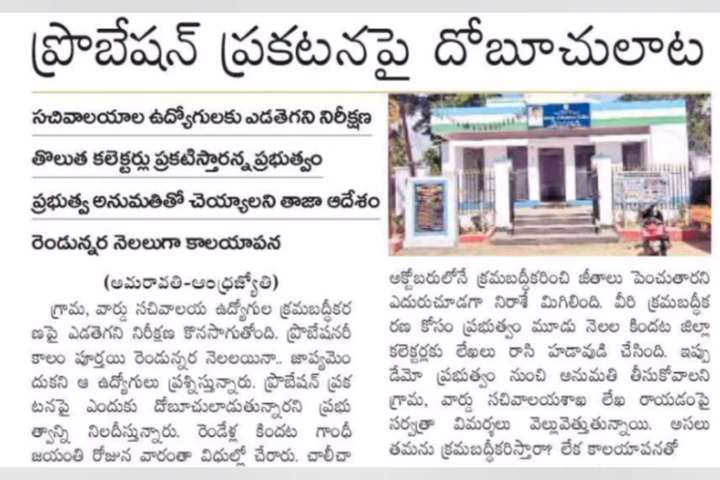 ప్రొబేషన్ ప్రకటనపై దోబూచులాట
సచివాలయాల ఉద్యోగులకు ఎడతెగని నిరీక్షణ
తొలుత కలెక్టర్లు ప్రకటిస్తారన్న ప్రభుత్వం
ప్రభుత్వ అనుమతితో చెయ్యాలని తాజా ఆదేశం
రెండున్నర నెలలుగా కాలయాపన
(అమరావతి-ఆంధ్రజ్యోతి)
గ్రామ, వార్డు సచివాలయ ఉద్యోగుల క్రమబద్ధీకర
ణపై ఎడతెగని నిరీక్షణ కొనసాగుతోంది. ప్రొబేషనరీ
కాలం పూర్తయి రెండున్నర నెలలయినా.. జాప్యమెం
దుకని ఆ ఉద్యోగులు ప్రశ్నిస్తున్నారు. ప్రొబేషన్ ప్రక
టనపై ఎందుకు దోబూచులాడుతున్నారని ప్రభు
త్వాన్ని నిలదీస్తున్నారు. రెండేళ్ల కిందట గాంధీ
జయంతి రోజున వారంతా విధుల్లో చేరారు. చాలీచా
అక్టోబరులోనే క్రమబద్ధీకరించి జీతాలు పెంచుతారని
ఎదురుచూడగా నిరాశే మిగిలింది. వీరి క్రమబద్ధీక
రణ కోసం ప్రభుత్వం మూడు నెలల కిందట జిల్లా
కలెక్టర్లకు లేఖలు రాసి హడావుడి చేసింది. ఇప్పు
డేమో ప్రభుత్వం నుంచి అనుమతి తీసుకోవాలని
గ్రామ, వార్డు సచివాలయశాఖ లేఖ రాయడంపై
సర్వత్రా విమర్శలు వెల్లువెత్తుతున్నాయి. అసలు
తమను క్రమబద్ధీకరిస్తారా? లేక కాలయాపనతో